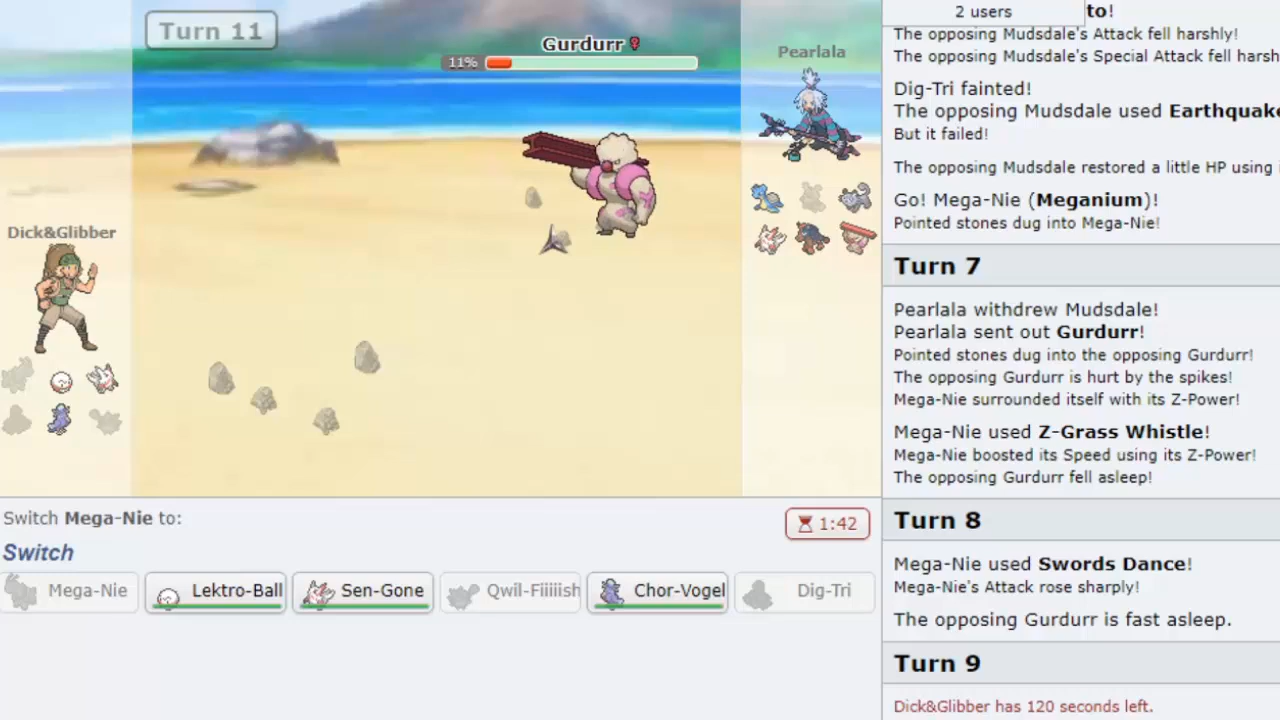 Turn 11
Gurdurr
11%
Pearlala
Dick&Glibber
Switch Mega-Nie to:
1:42
Switch
Mega-Nie
Lektro-Ball
Sen-Gone
Qwil-Fiiiiish
Chor-Vogel
Dig-Tri
2 users
to!
The opposing Mudsdale's Attack fell harshly!
The opposing Mudsdale's Special Attack fell harsh
Dig-Tri fainted!
The opposing Mudsdale used Earthquake
But it failed!
The opposing Mudsdale restored a little HP using i
Go! Mega-Nie (Meganium)!
Pointed stones dug into Mega-Nie!
Turn 7
Pearlala withdrew Mudsdale!
Pearlala sent out Gurdurr!
Pointed stones dug into the opposing Gurdurr!
The opposing Gurdurr is hurt by the spikes!
Mega-Nie surrounded itself with its Z-Power!
Mega-Nie used Z-Grass Whistle!
Mega-Nie boosted its Speed using its Z-Power!
The opposing Gurdurr fell asleep!
Turn 8
Mega-Nie used Swords Dance!
Mega-Nie's Attack rose sharply!
The opposing Gurdurr is fast asleep.
Turn 9
Dick&Glibber has 120 seconds left.